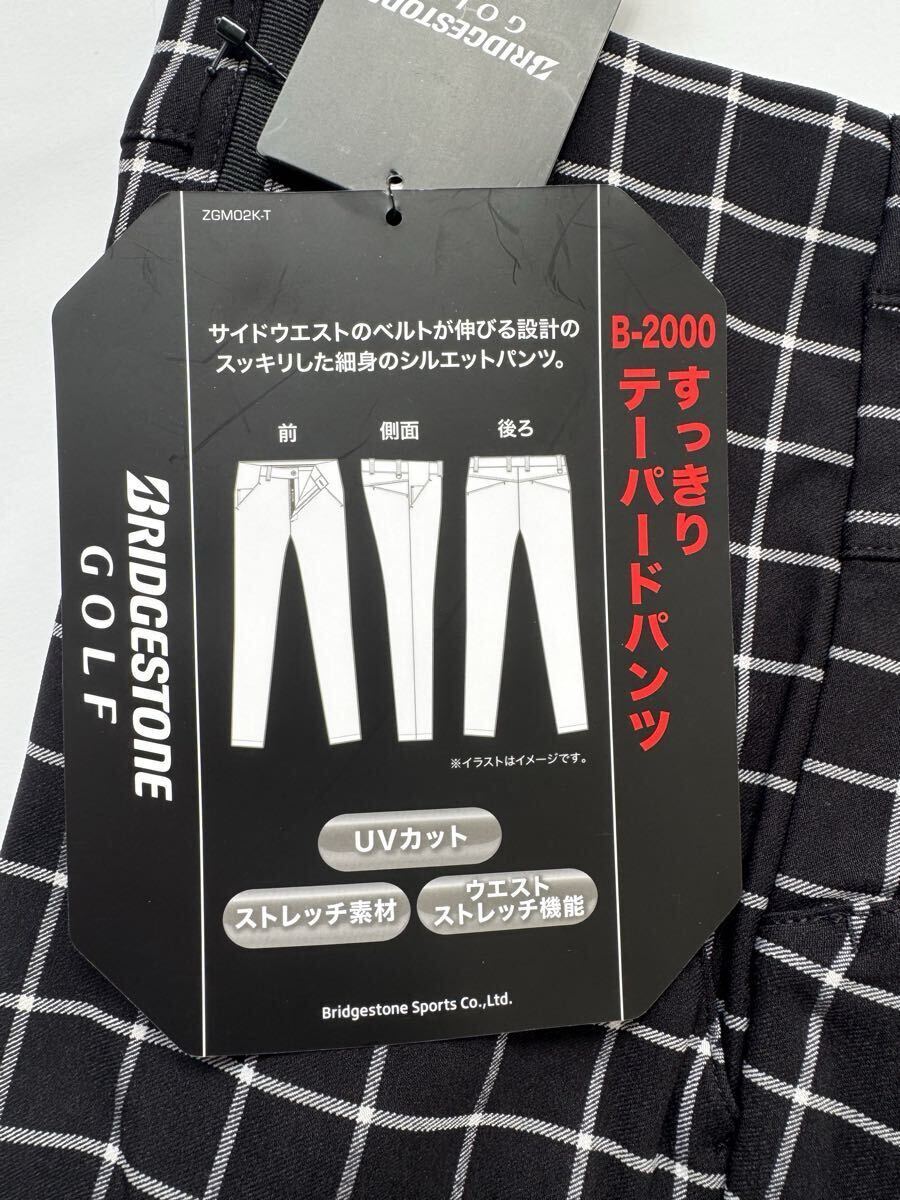 BRIDGESTONE
GOLF
ZGM02K-T
サイドウエストのベルトが伸びる設計の
スッキリした細身のシルエットパンツ。
前
側面
後ろ
※イラストはイメージです。
B-2000
すっきり
テーパードパンツ
BRIDGESTONE
GOLF
UVカット
ストレッチ素材
ウエスト
ストレッチ機能
Bridgestone Sports Co.,Ltd.